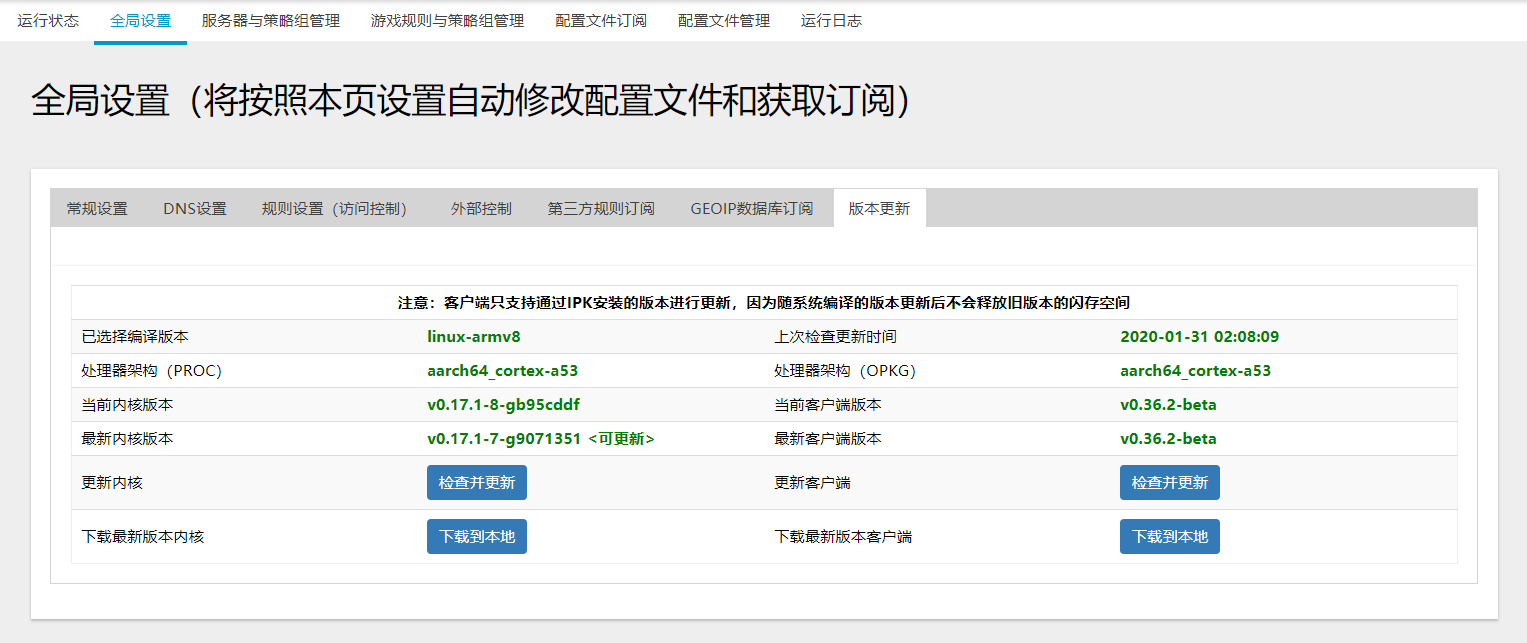 运行状态 全局设置 服务器与策略组管理 游戏规则与策略组管理 配置文件订阅 配置文件管理 运行日志
全局设置（将按照本页设置自动修改配置文件和获取订阅）
常规设置 DNS设置 规则设置（访问控制） 外部控制 第三方规则订阅 GEOIP数据库订阅 版本更新
注意：客户端只支持通过IPK安装的版本进行更新，因为随系统编译的版本更新后不会释放旧版本的闪存空间
已选择编译版本 linux-armv8 上次检查更新时间 2020-01-31 02:08:09
处理器架构（PROC） aarch64_cortex-a53 处理器架构（OPKG） aarch64_cortex-a53
当前内核版本 v0.17.1-8-gb95cddf 当前客户端版本 v0.36.2-beta
最新内核版本 v0.17.1-7-g9071351 <可更新> 最新客户端版本 v0.36.2-beta
更新内核 检查并更新 更新客户端 检查并更新
下载最新版本内核 下载到本地 下载最新版本客户端 下载到本地